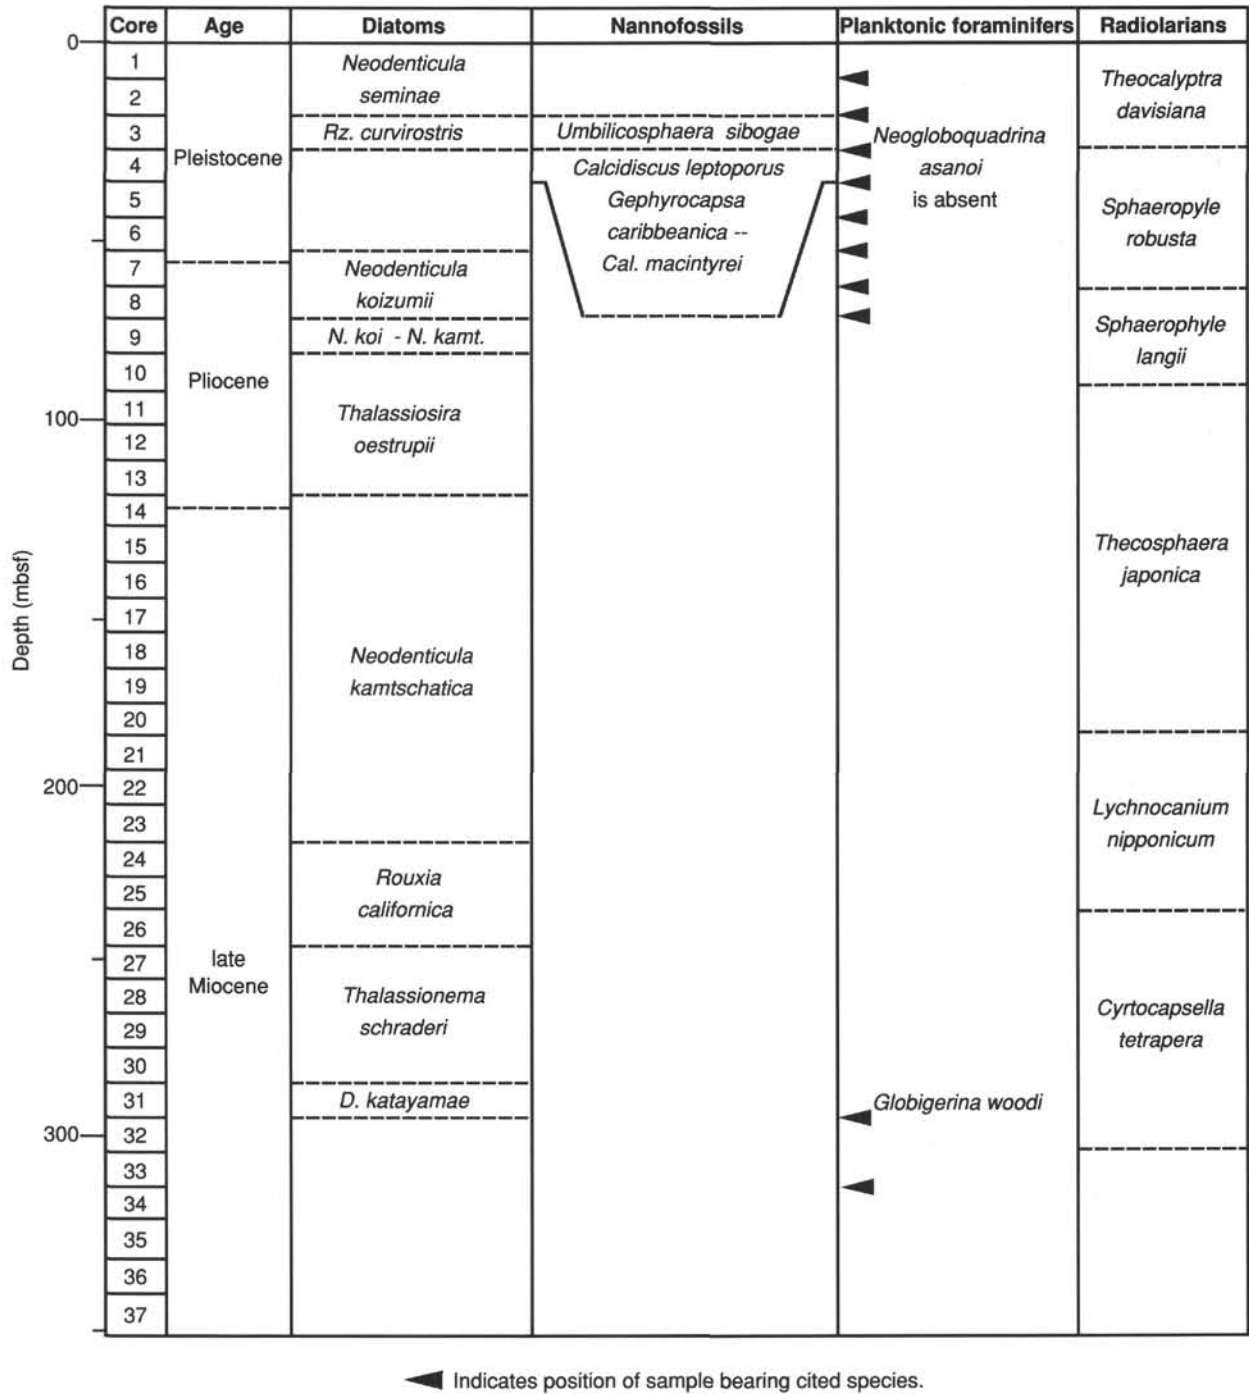 Core Age Diatoms Nannofossils Planktonic foraminifers Radiolarians
0
1
2
3
4
5
6
7
8
9
10
11
12
13
14
15
16
17
18
19
20
21
22
23
24
25
26
27
28
29
30
31
32
33
34
35
36
37
100
200
300
Depth (mbsf)
Pleistocene
Pliocene
late
Miocene
Neodenticula
seminae
Rz. curvirostris
Neodenticula
koizumii
N. koi - N. kamt.
Thalassiosira
oestrupii
Neodenticula
kamtschatica
Rouxia
californica
Thalassionema
schraderi
D. katayamae
Umbilicosphaera sibogae
Calcidiscus leptoporus
Gephyrocapsa
caribbeanica --
Cal. macintyrei
Neogloboquadrina
asanoi
is absent
Globigerina woodi
Theocalyptra
davisiana
Sphaeropyle
robusta
Sphaerophyle
langii
Thecosphaera
japonica
Lychnocanium
nipponicum
Cyrtocapsella
tetrapera
Indicates position of sample bearing cited species.